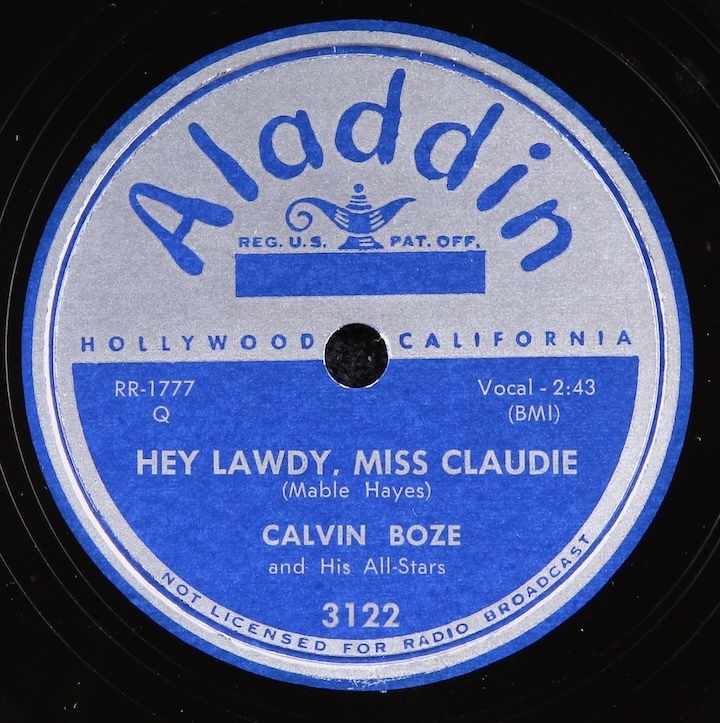 Aladdin
REG. U.S. PAT. OFF.
HOLLYWOOD CALIFORNIA
RR-1777
Q
Vocal - 2:43
(BMI)
HEY LAWDY, MISS CLAUDIE
(Mable Hayes)
CALVIN BOZE
and His All-Stars
3122
NOT LICENSED FOR RADIO BROADCAST